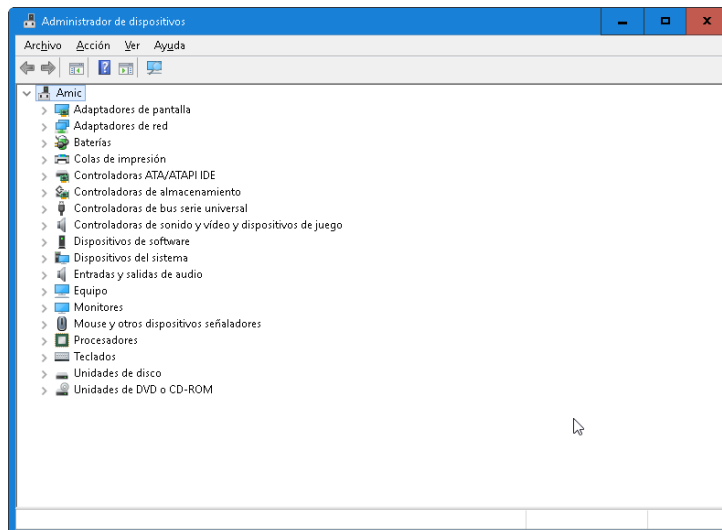 Administrador de dispositivos
Archivo Acción Ver Ayuda
Amic
Adaptadores de pantalla
Adaptadores de red
Baterías
Colas de impresión
Controladoras ATA/ATAPI IDE
Controladoras de almacenamiento
Controladoras de bus serie universal
Controladoras de sonido y vídeo y dispositivos de juego
Dispositivos de software
Dispositivos del sistema
Entradas y salidas de audio
Equipo
Monitores
Mouse y otros dispositivos señaladores
Procesadores
Teclados
Unidades de disco
Unidades de DVD o CD-ROM